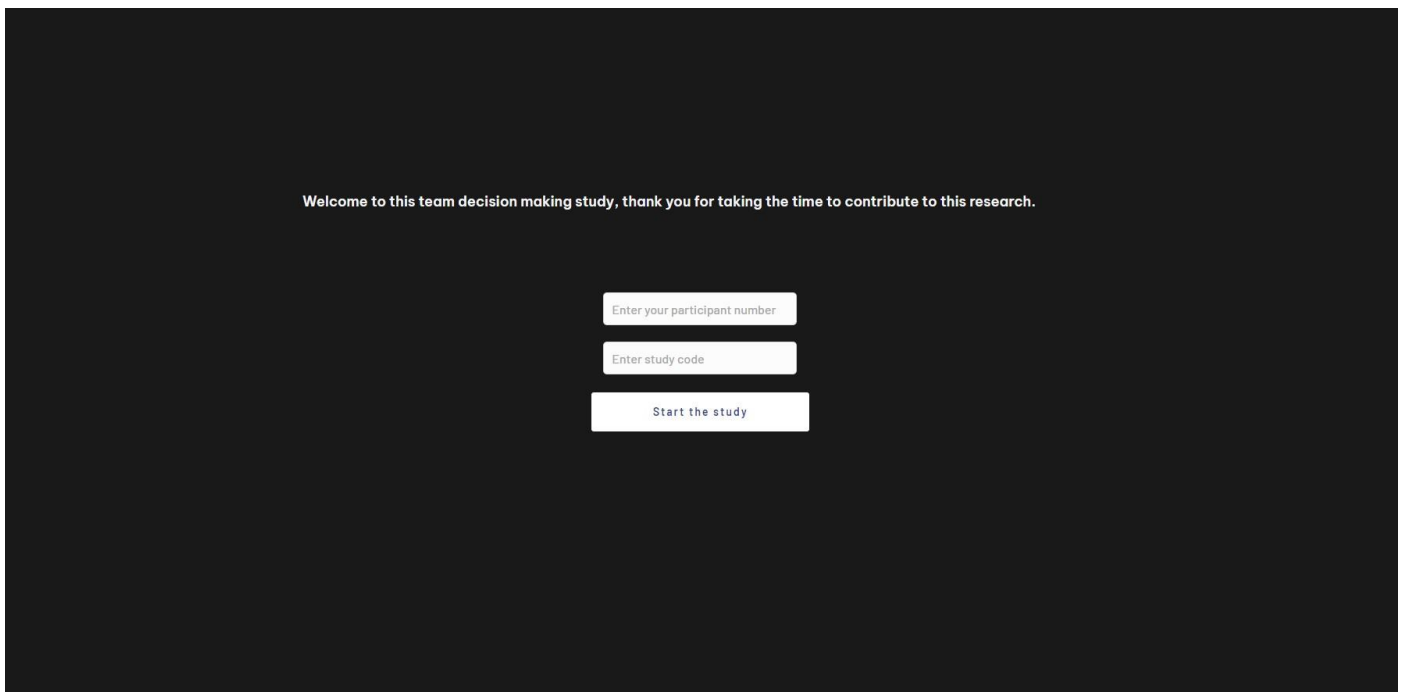 Welcome to this team decision making study, thank you for taking the time to contribute to this research.
Enter your participant number
Enter study code
Start the study